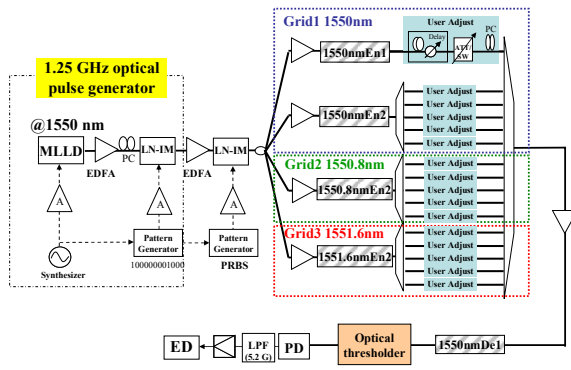 Grid1 1550nm
User Adjust
Delay
ATT/
SW
PC
1550nmEn1
1.25 GHz optical
pulse generator
@1550 nm
MLLD
EDFA
PC
LN-IM
EDFA
LN-IM
1550nmEn2
User Adjust
User Adjust
User Adjust
User Adjust
User Adjust
Grid2 1550.8nm
1550.8nmEn2
User Adjust
User Adjust
User Adjust
User Adjust
User Adjust
Grid3 1551.6nm
1551.6nmEn2
User Adjust
User Adjust
User Adjust
User Adjust
User Adjust
A
A
A
Synthesizer
Pattern
Generator
100000001000
Pattern
Generator
PRBS
ED
LPF
(5.2 G)
PD
Optical
thresholder
1550nmDe1